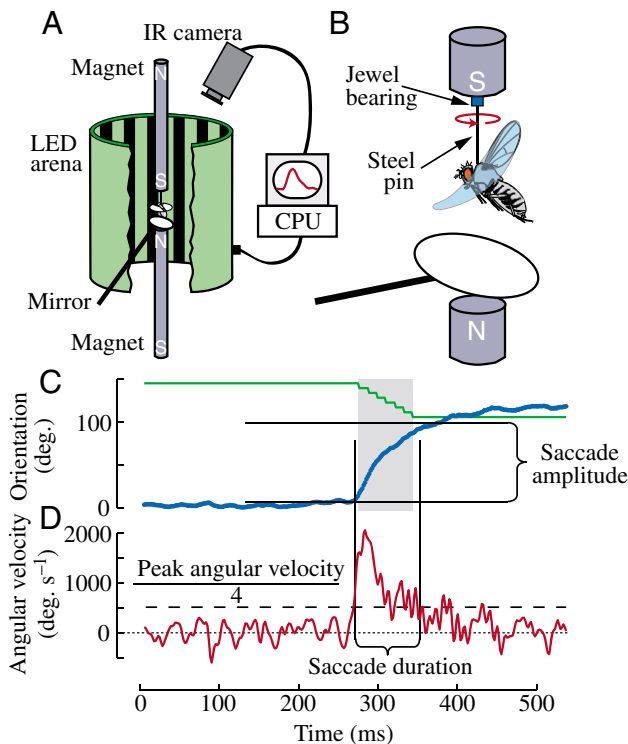 A
IR camera
Magnet
N
LED
arena
S
N
CPU
Mirror
Magnet
S
B
S
Jewel
bearing
Steel
pin
N
C
Orientation
(deg.)
100
0
Saccade
amplitude
D
Angular velocity
(deg. s⁻¹)
2000
1000
0
Peak angular velocity
4
Saccade duration
0 100 200 300 400 500
Time (ms)